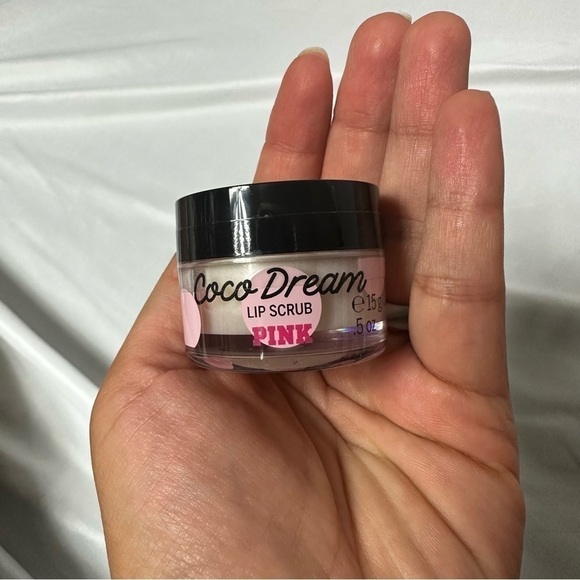 Coco Dream
LIP SCRUB
PINK
℮ 15 g
.5 oz